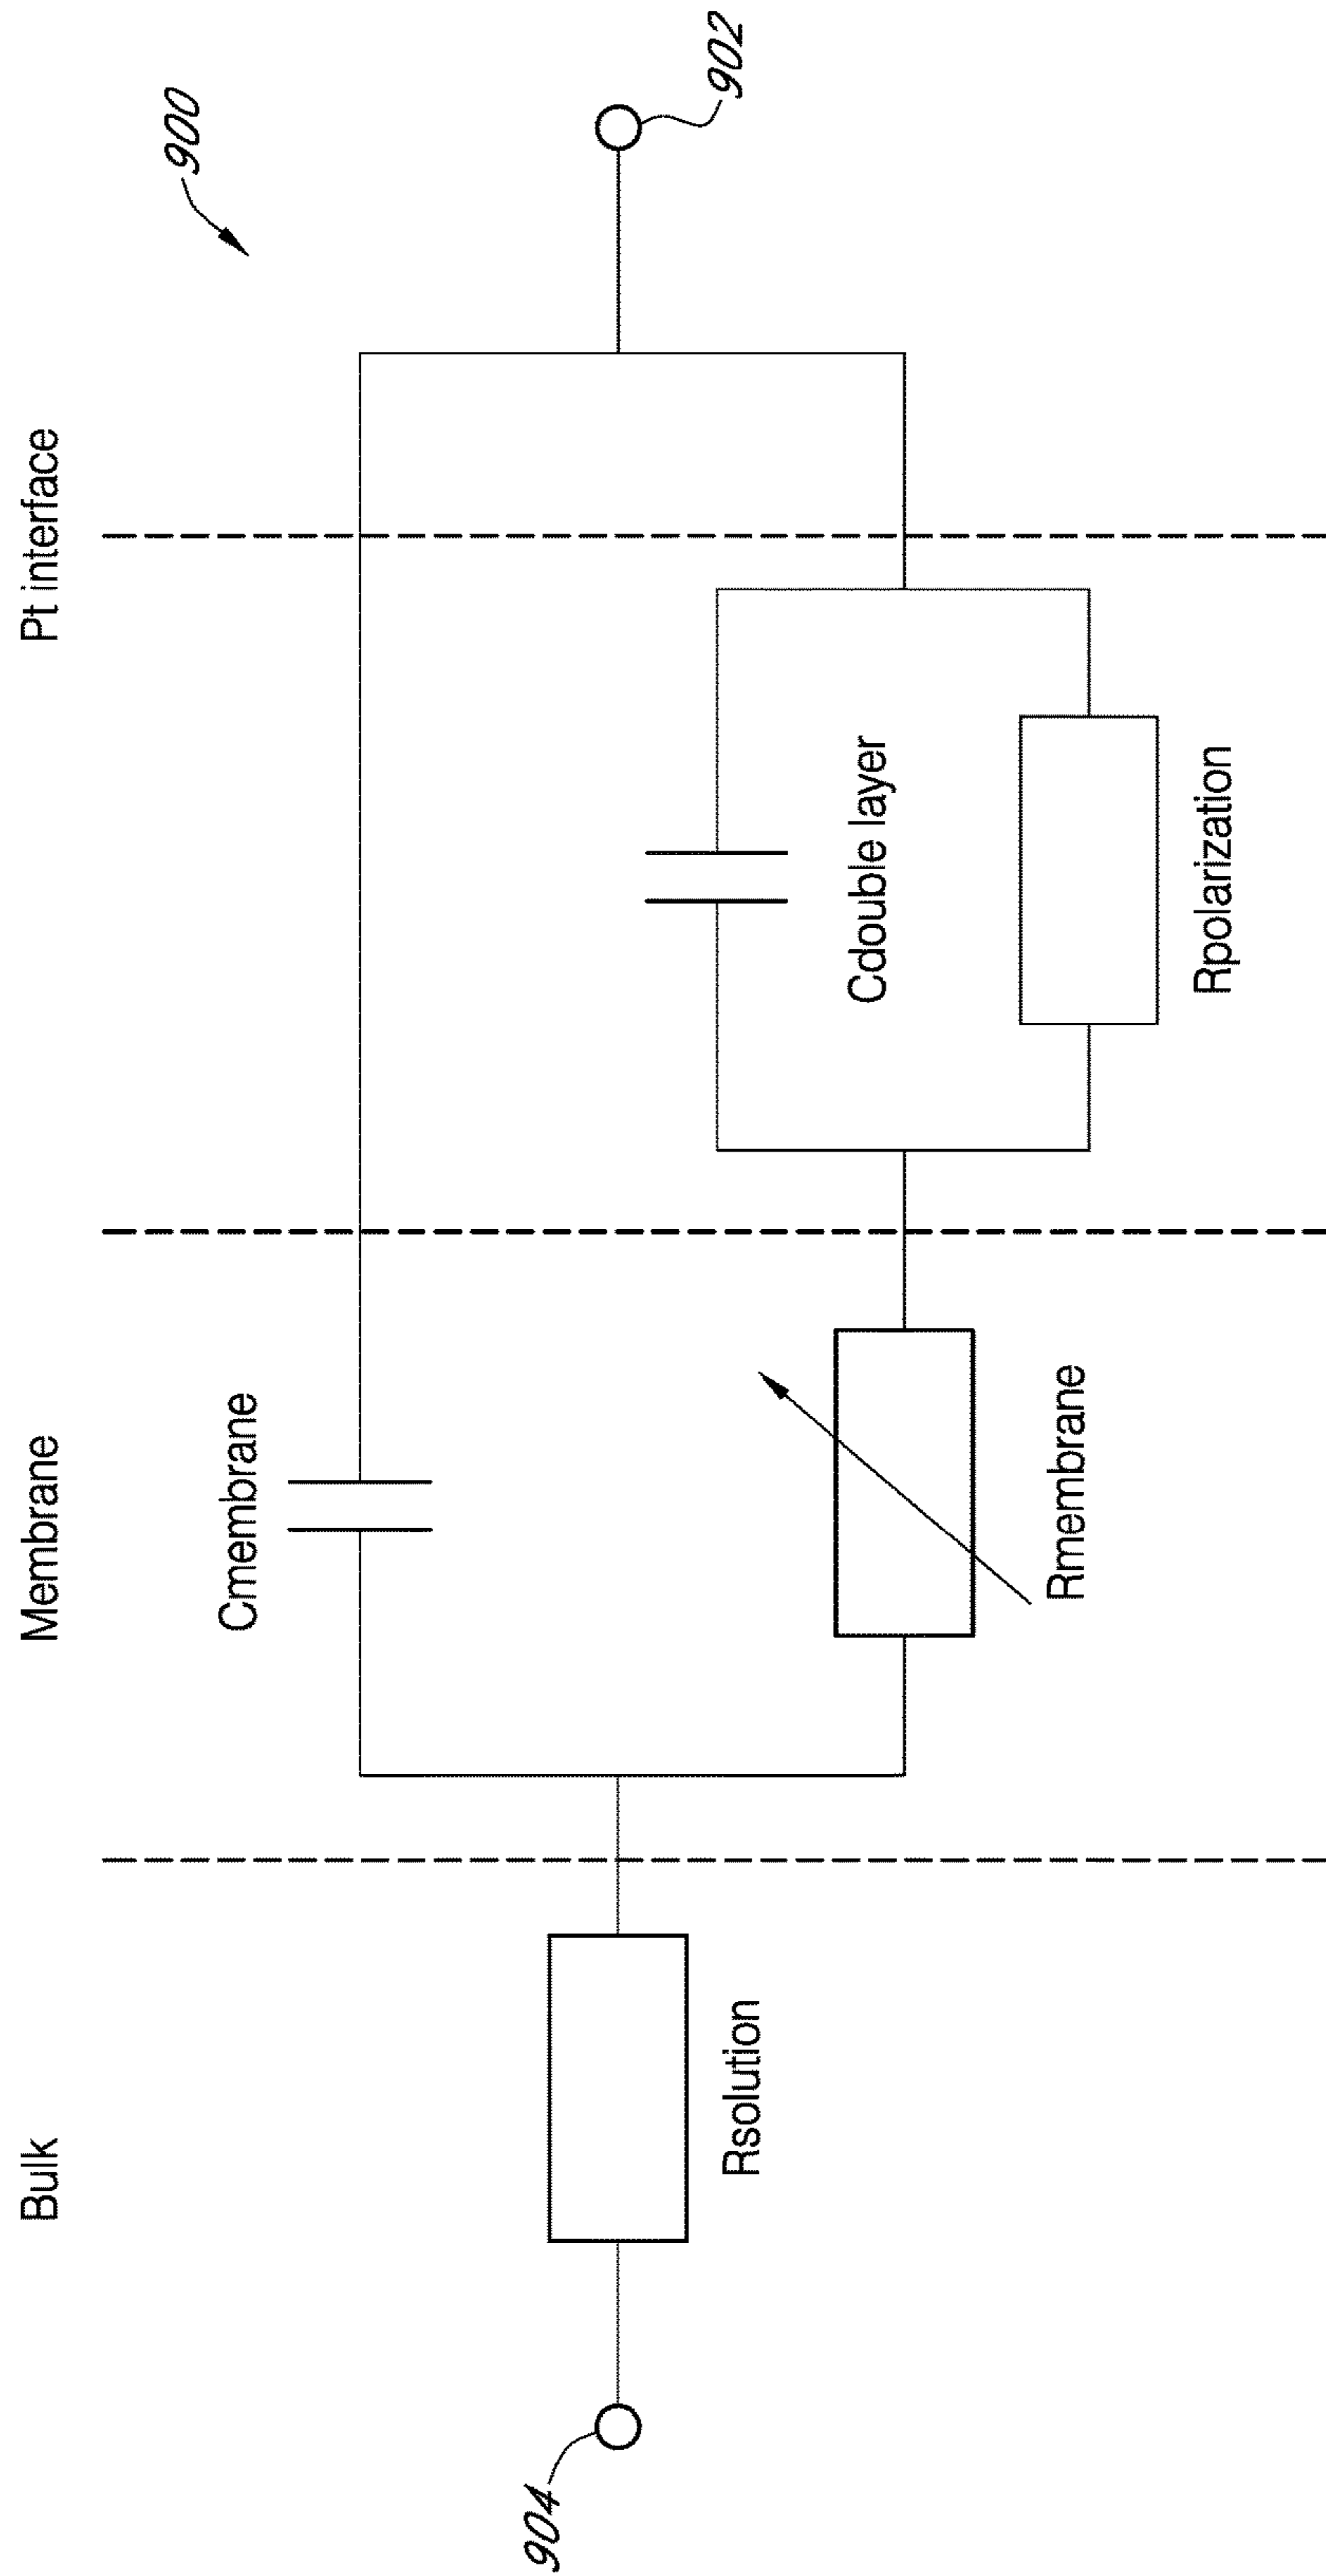 Bulk
Membrane
Pt interface
900
Cmembrane
904
902
Rsolution
Cdouble layer
Rmembrane
Rpolarization